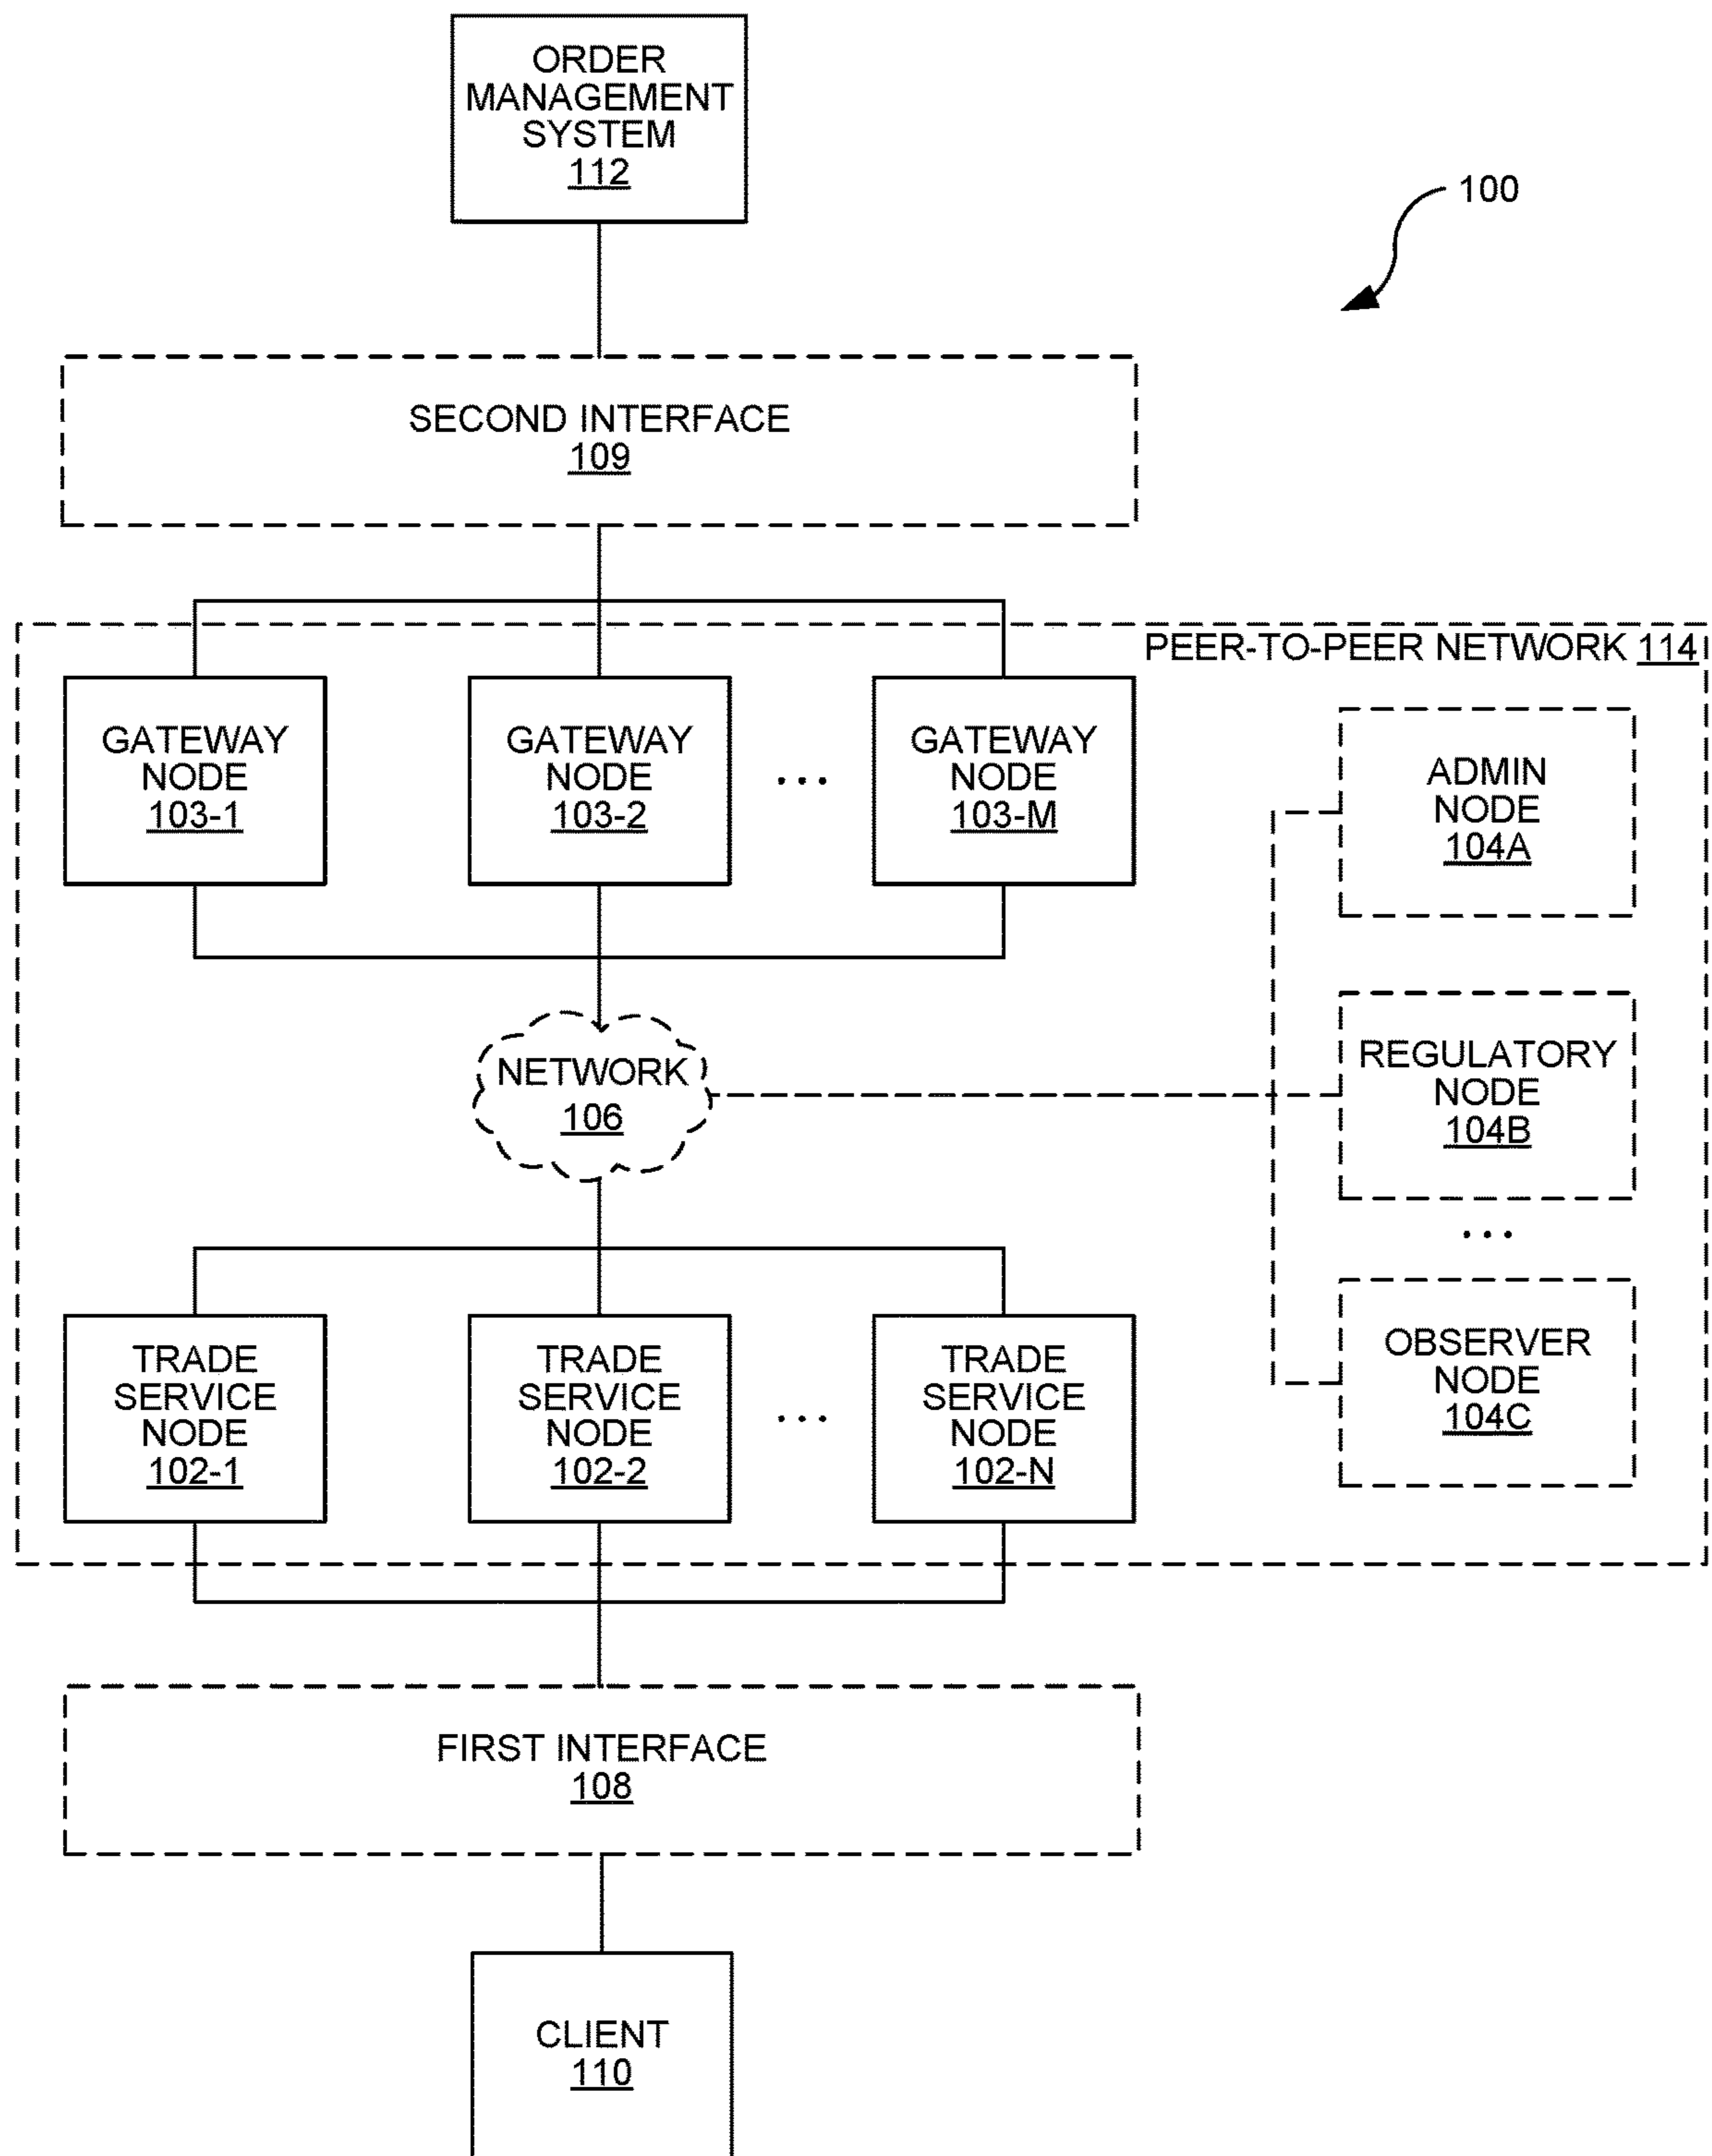 ORDER
MANAGEMENT
SYSTEM
112
100
SECOND INTERFACE
109
PEER-TO-PEER NETWORK 114
GATEWAY
NODE
103-1
GATEWAY
NODE
103-2
...
GATEWAY
NODE
103-M
ADMIN
NODE
104A
NETWORK
106
REGULATORY
NODE
104B
...
OBSERVER
NODE
104C
TRADE
SERVICE
NODE
102-1
TRADE
SERVICE
NODE
102-2
...
TRADE
SERVICE
NODE
102-N
FIRST INTERFACE
108
CLIENT
110